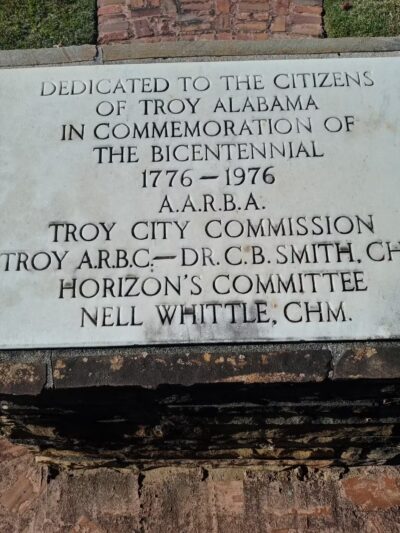 DEDICATED TO THE CITIZENS
OF TROY ALABAMA
IN COMMEMORATION OF
THE BICENTENNIAL
1776 — 1976
A.A.R.B.A.
TROY CITY COMMISSION
TROY A.R.B.C. — DR. C.B. SMITH, CH
HORIZON'S COMMITTEE
NELL WHITTLE, CHM.